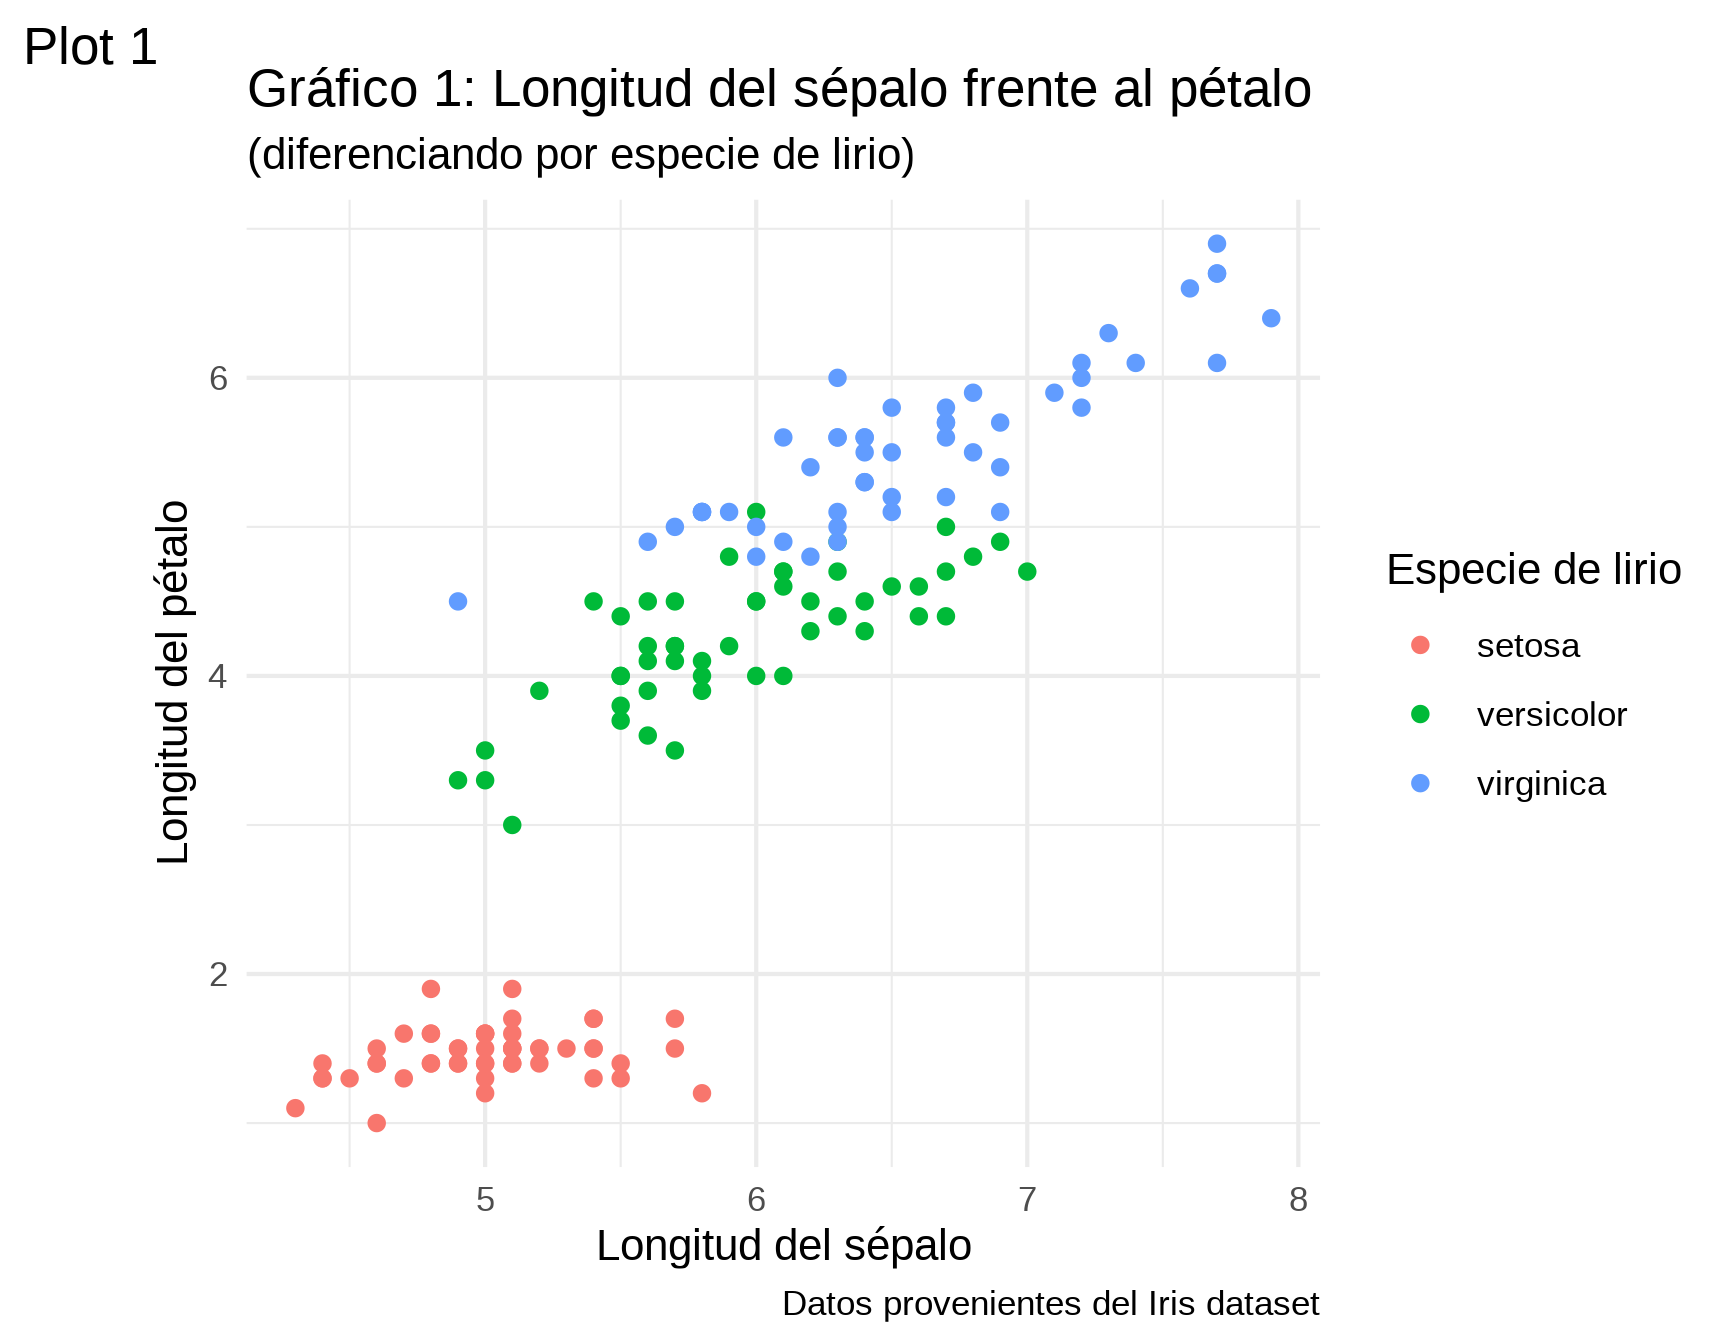 Plot 1
Gráfico 1: Longitud del sépalo frente al pétalo
(diferenciando por especie de lirio)
Longitud del pétalo
6
4
2
5
6
7
8
Longitud del sépalo
Especie de lirio
setosa
versicolor
virginica
Datos provenientes del Iris dataset